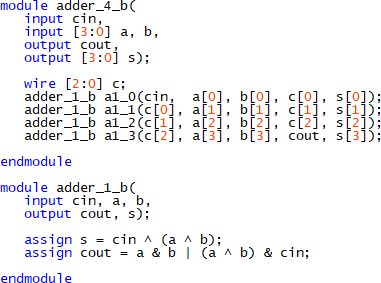 module adder_4_b(
   input cin,
   input [3:0] a, b,
   output cout,
   output [3:0] s);
   wire [2:0] c;
   adder_1_b a1_0(cin,  a[0], b[0], c[0], s[0]);
   adder_1_b a1_1(c[0], a[1], b[1], c[1], s[1]);
   adder_1_b a1_2(c[1], a[2], b[2], c[2], s[2]);
   adder_1_b a1_3(c[2], a[3], b[3], cout, s[3]);
endmodule
module adder_1_b(
   input cin, a, b,
   output cout, s);
   assign s = cin ^ (a ^ b);
   assign cout = a & b | (a ^ b) & cin;
endmodule